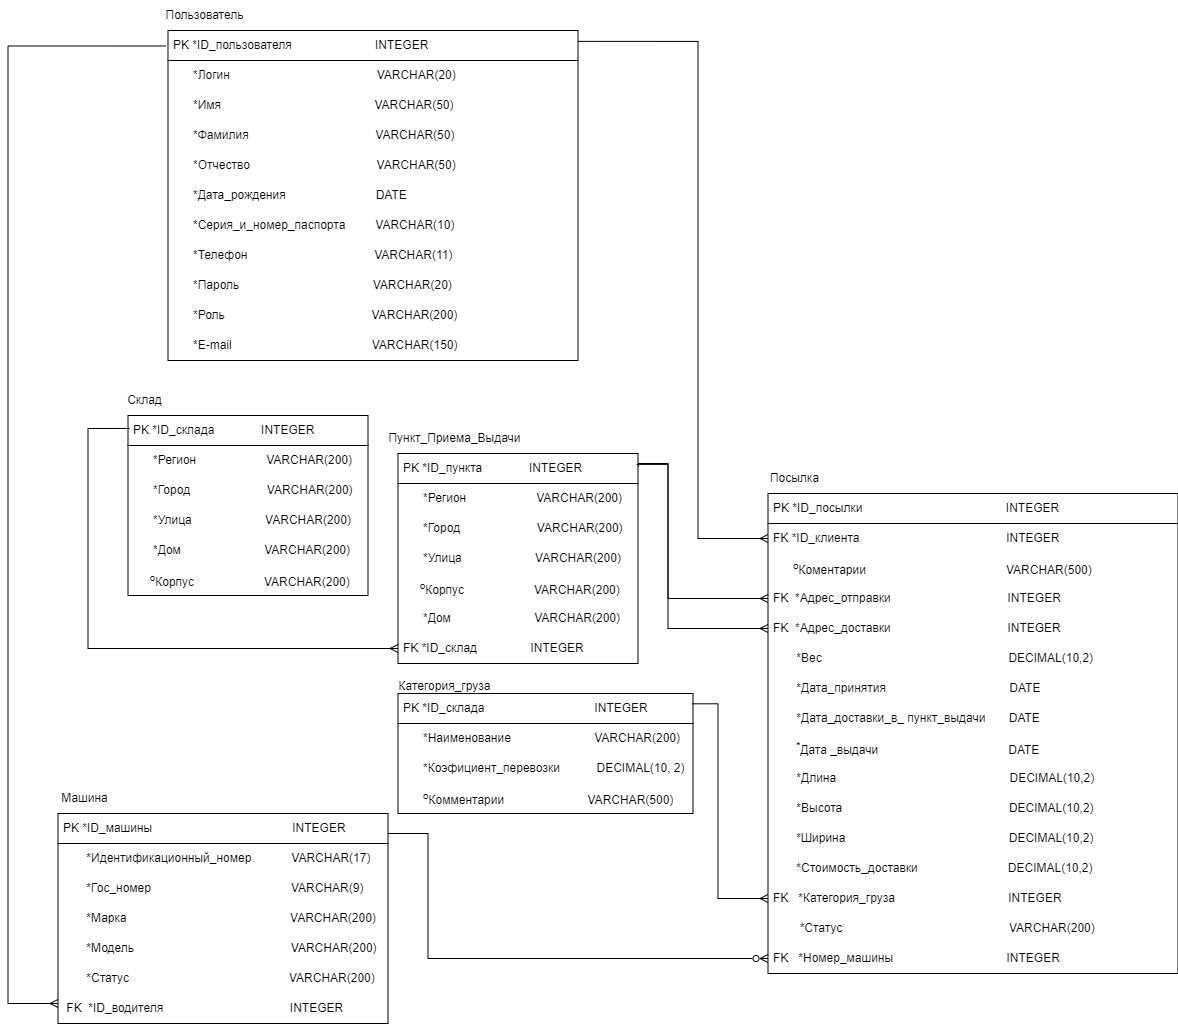 Пользователь
PK *ID_пользователя INTEGER
*Логин VARCHAR(20)
*Имя VARCHAR(50)
*Фамилия VARCHAR(50)
*Отчество VARCHAR(50)
*Дата_рождения DATE
*Серия_и_номер_паспорта VARCHAR(10)
*Телефон VARCHAR(11)
*Пароль VARCHAR(20)
*Роль VARCHAR(200)
*E-mail VARCHAR(150)
Склад
PK *ID_склада INTEGER
*Регион VARCHAR(200)
*Город VARCHAR(200)
*Улица VARCHAR(200)
*Дом VARCHAR(200)
°Корпус VARCHAR(200)
Пункт_Приема_Выдачи
PK *ID_пункта INTEGER
*Регион VARCHAR(200)
*Город VARCHAR(200)
*Улица VARCHAR(200)
°Корпус VARCHAR(200)
*Дом VARCHAR(200)
FK *ID_склад INTEGER
Категория_груза
PK *ID_склада INTEGER
*Наименование VARCHAR(200)
*Коэфициент_перевозки DECIMAL(10, 2)
°Комментарии VARCHAR(500)
Машина
PK *ID_машины INTEGER
*Идентификационный_номер VARCHAR(17)
*Гос_номер VARCHAR(9)
*Марка VARCHAR(200)
*Модель VARCHAR(200)
*Статус VARCHAR(200)
FK *ID_водителя INTEGER
Посылка
PK *ID_посылки INTEGER
FK *ID_клиента INTEGER
°Коментарии VARCHAR(500)
FK *Адрес_отправки INTEGER
FK *Адрес_доставки INTEGER
*Вес DECIMAL(10,2)
*Дата_принятия DATE
*Дата_доставки_в_ пункт_выдачи DATE
*Дата _выдачи DATE
*Длина DECIMAL(10,2)
*Высота DECIMAL(10,2)
*Ширина DECIMAL(10,2)
*Стоимость_доставки DECIMAL(10,2)
FK *Категория_груза INTEGER
*Статус VARCHAR(200)
FK *Номер_машины INTEGER